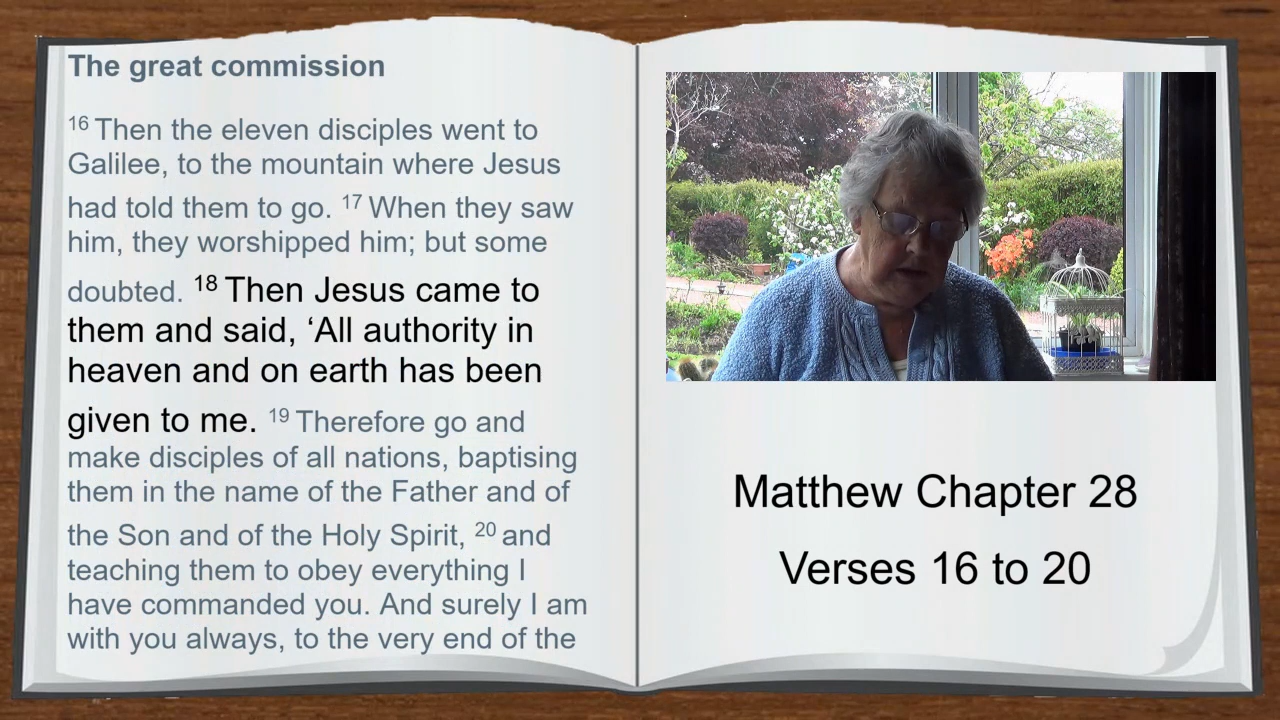 The great commission
16 Then the eleven disciples went to
Galilee, to the mountain where Jesus
had told them to go. 17 When they saw
him, they worshipped him; but some
doubted. 18 Then Jesus came to
them and said, ‘All authority in
heaven and on earth has been
given to me. 19 Therefore go and
make disciples of all nations, baptising
them in the name of the Father and of
the Son and of the Holy Spirit, 20 and
teaching them to obey everything I
have commanded you. And surely I am
with you always, to the very end of the
Matthew Chapter 28
Verses 16 to 20